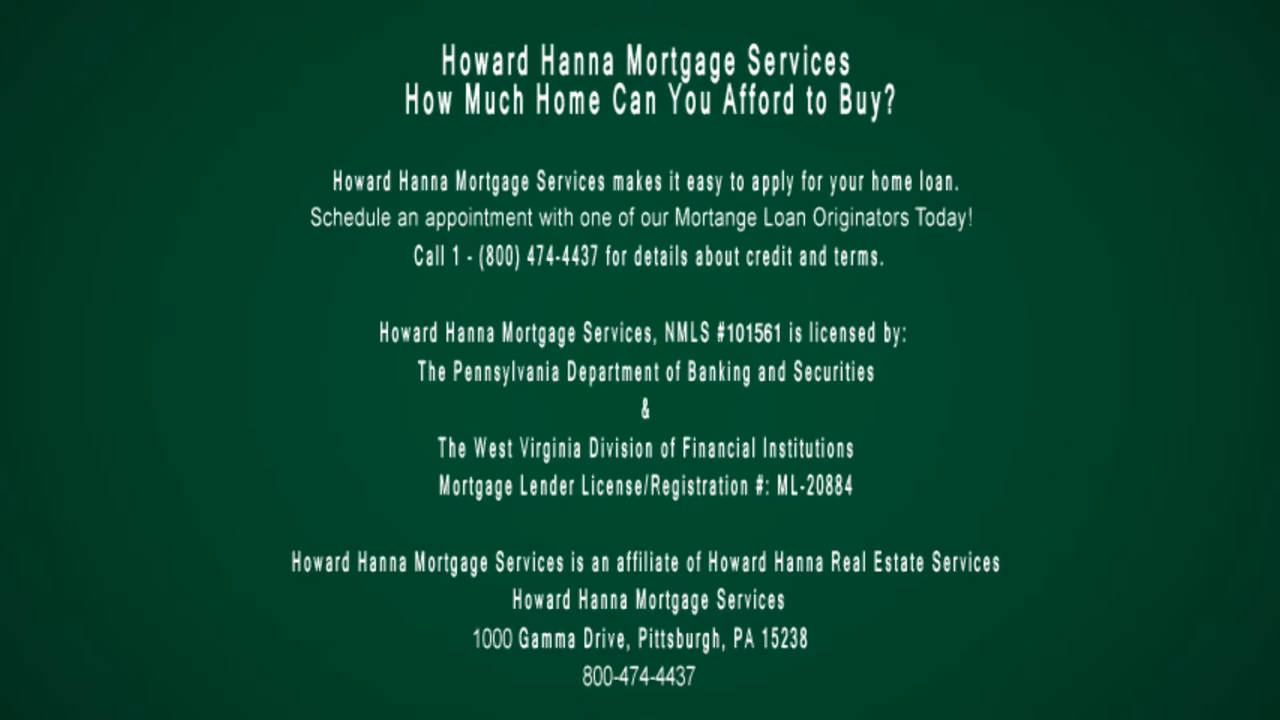 Howard Hanna Mortgage Services
How Much Home Can You Afford to Buy?
Howard Hanna Mortgage Services makes it easy to apply for your home loan.
Schedule an appointment with one of our Mortange Loan Originators Today!
Call 1 - (800) 474-4437 for details about credit and terms.
Howard Hanna Mortgage Services, NMLS #101561 is licensed by:
The Pennsylvania Department of Banking and Securities
&
The West Virginia Division of Financial Institutions
Mortgage Lender License/Registration #: ML-20884
Howard Hanna Mortgage Services is an affiliate of Howard Hanna Real Estate Services
Howard Hanna Mortgage Services
1000 Gamma Drive, Pittsburgh, PA 15238
800-474-4437